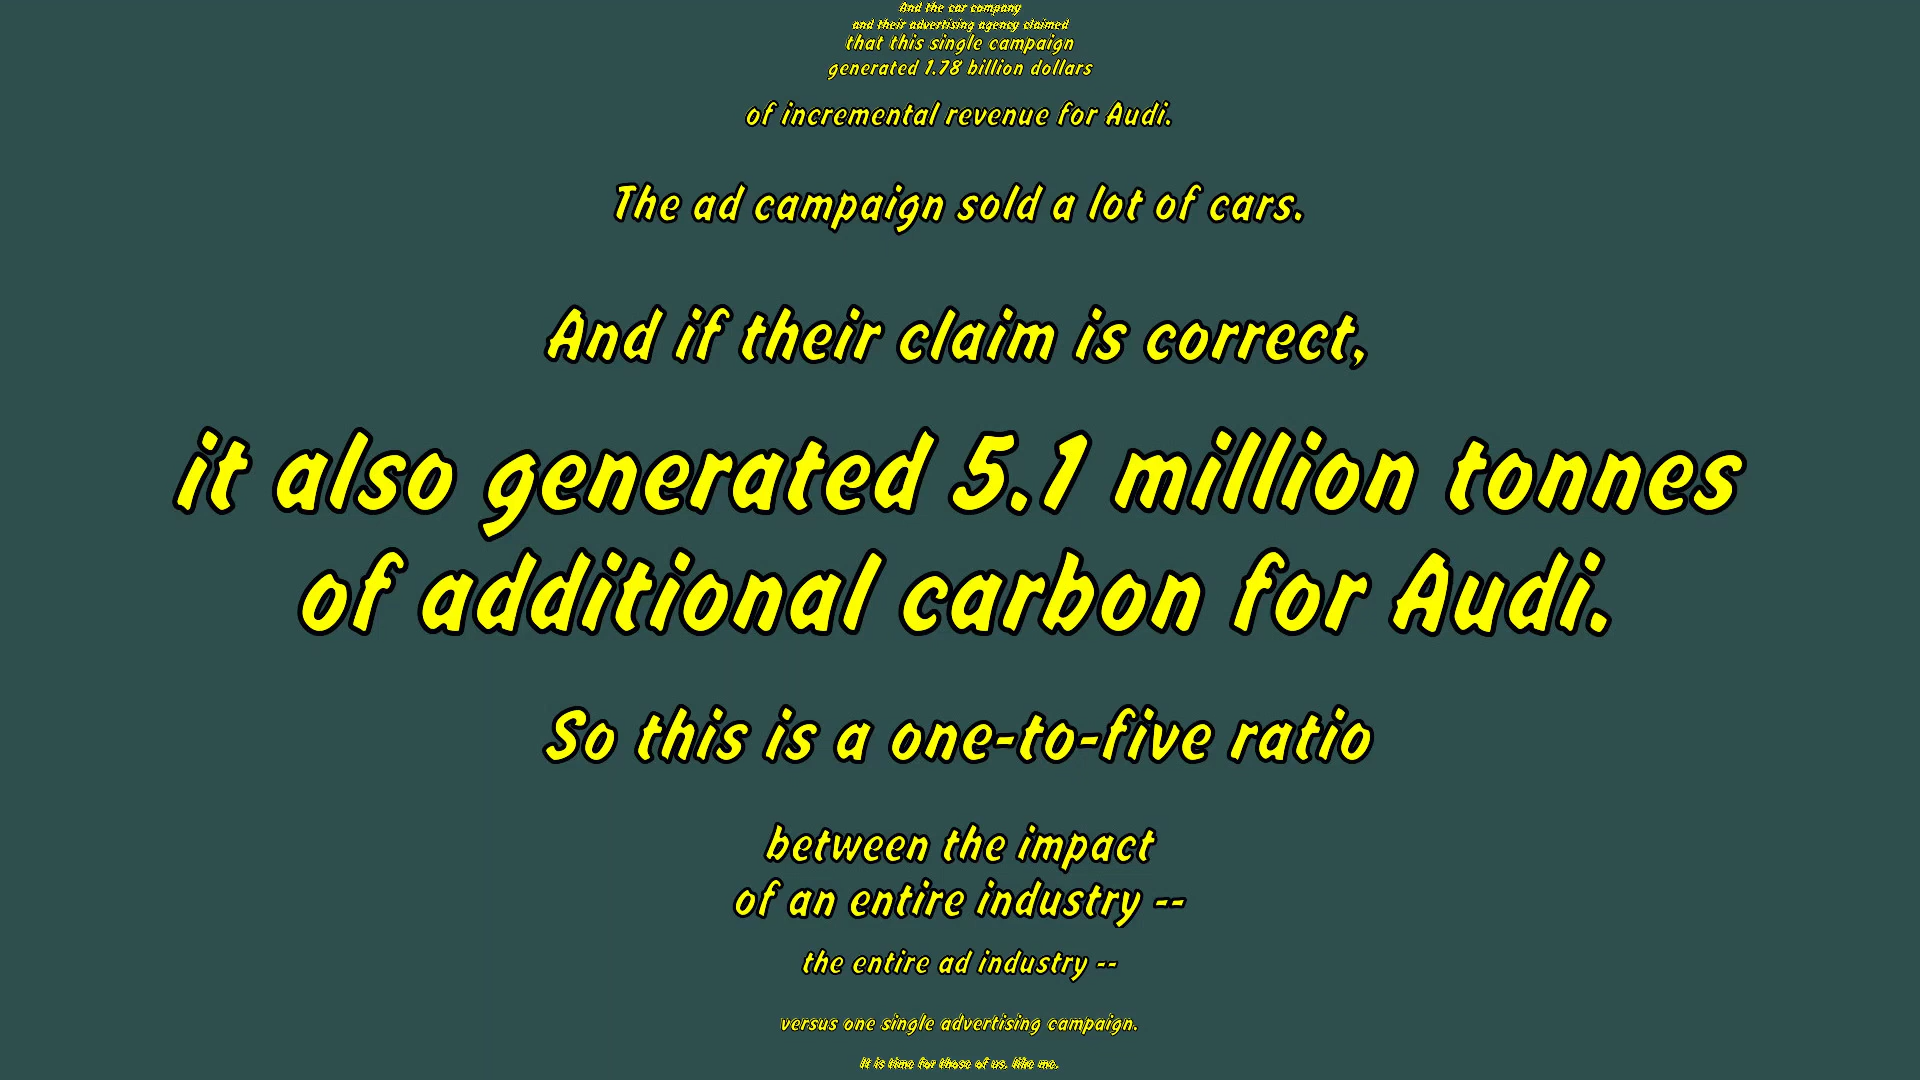 And the car company
and their advertising agency claimed
that this single campaign
generated 1.78 billion dollars
of incremental revenue for Audi.
The ad campaign sold a lot of cars.
And if their claim is correct,
it also generated 5.1 million tonnes
of additional carbon for Audi.
So this is a one-to-five ratio
between the impact
of an entire industry --
the entire ad industry --
versus one single advertising campaign.
It is time for those of us, like me,